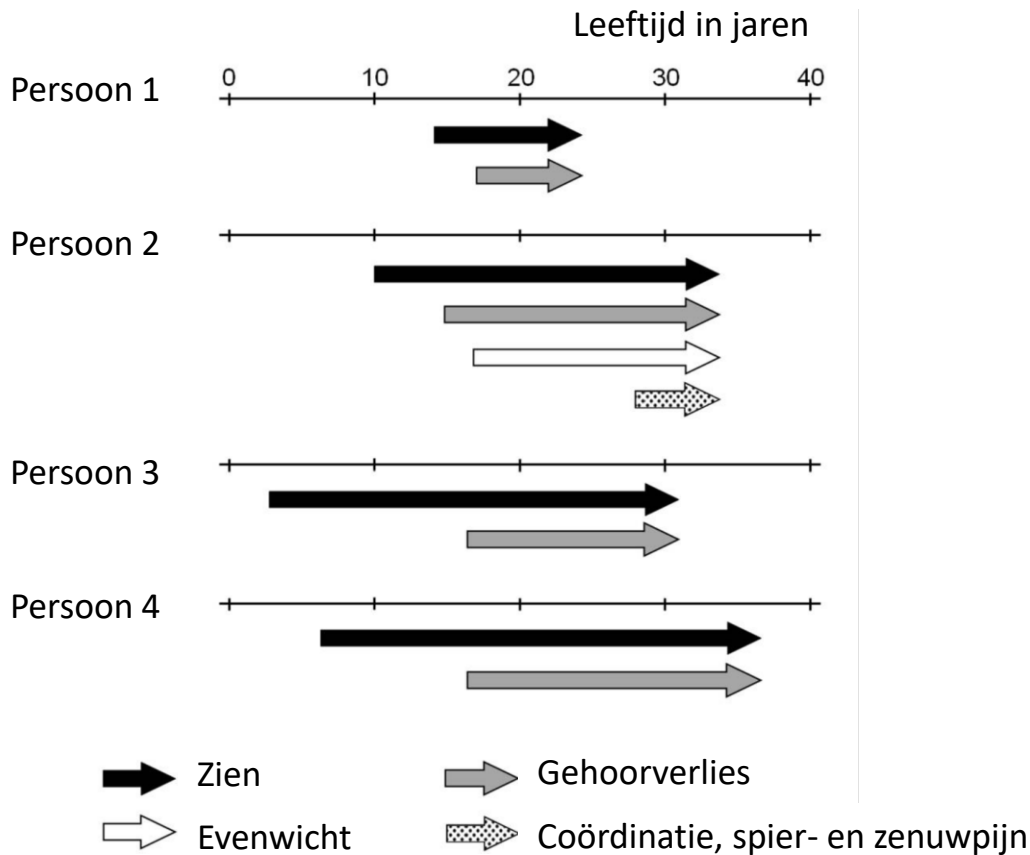 Leeftijd in jaren
Persoon 1
0 10 20 30 40
Persoon 2
Persoon 3
Persoon 4
Zien
Gehoorverlies
Evenwicht
Coördinatie, spier- en zenuwpijn